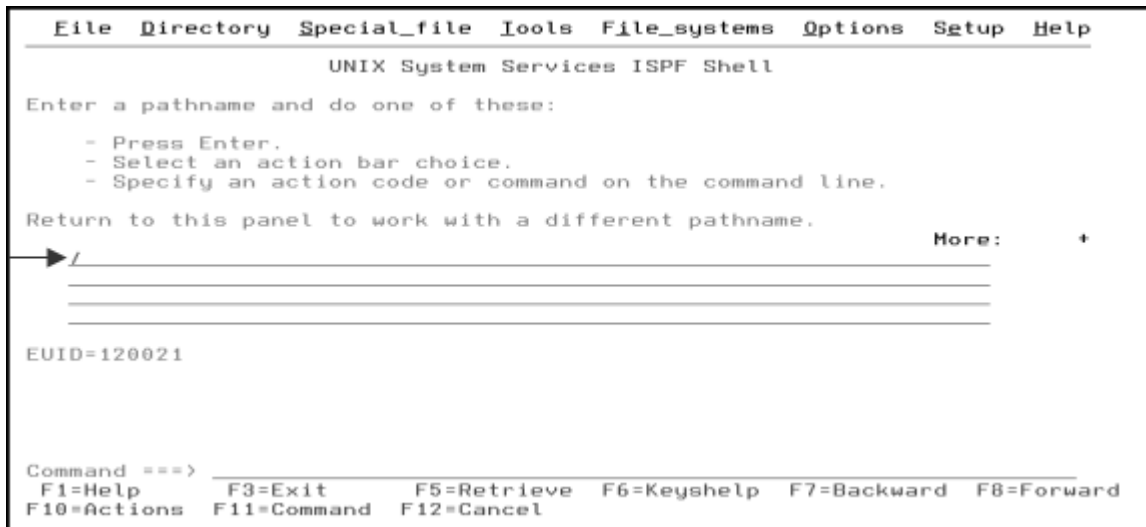 File Directory Special_file Tools File_systems Options Setup Help
UNIX System Services ISPF Shell
Enter a pathname and do one of these:
- Press Enter.
- Select an action bar choice.
- Specify an action code or command on the command line.
Return to this panel to work with a different pathname.
More: +
/
EUID=120021
Command ===>
F1=Help F3=Exit F5=Retrieve F6=Keyshelp F7=Backward F8=Forward
F10=Actions F11=Command F12=Cancel